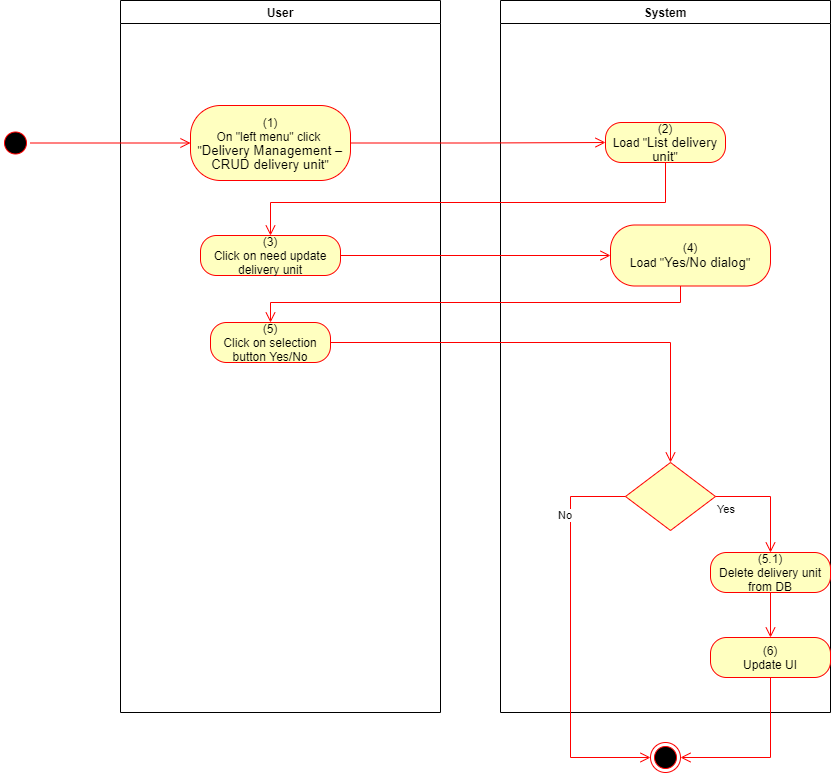 User
System
(1)
On "left menu" click
"Delivery Management –
CRUD delivery unit"
(2)
Load "List delivery
unit"
(3)
Click on need update
delivery unit
(4)
Load "Yes/No dialog"
(5)
Click on selection
button Yes/No
No
Yes
(5.1)
Delete delivery unit
from DB
(6)
Update UI